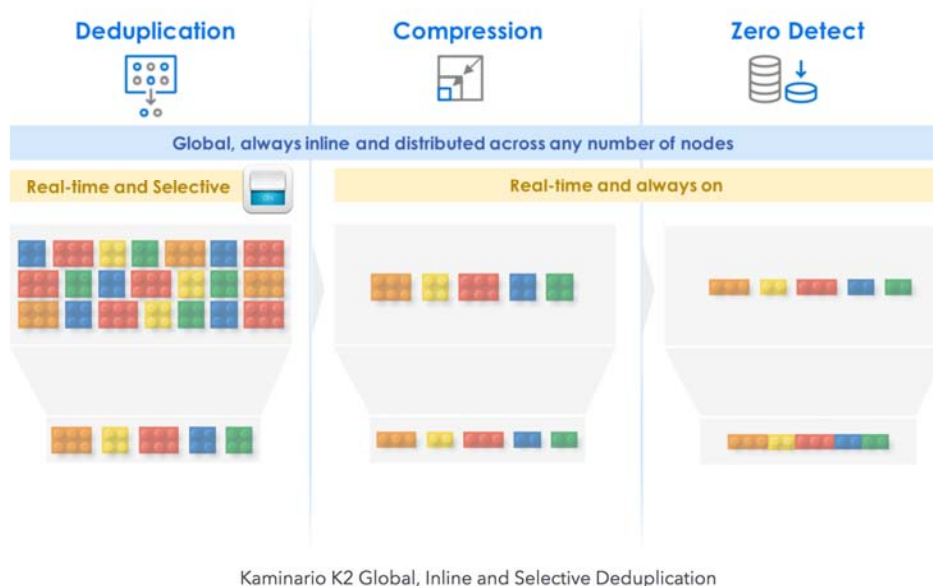 Deduplication
Compression
Zero Detect
Global, always inline and distributed across any number of nodes
Real-time and Selective
ON
Real-time and always on
Kaminario K2 Global, Inline and Selective Deduplication